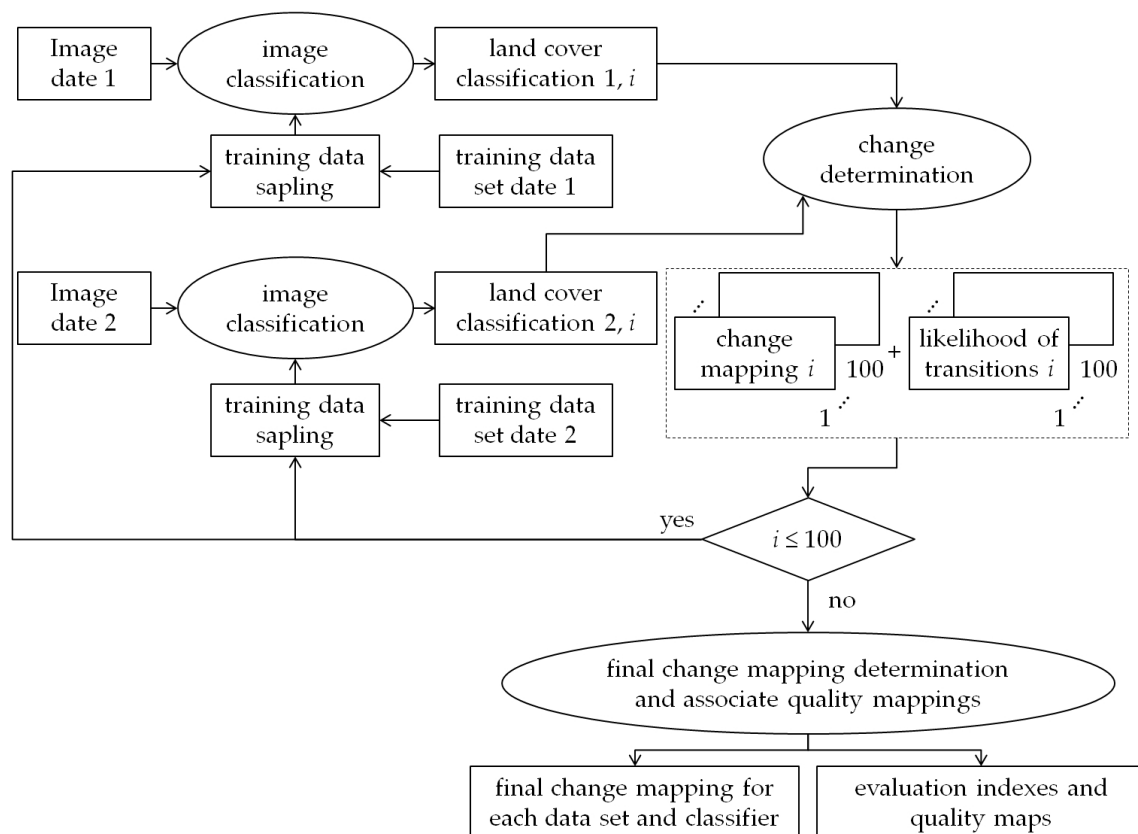 Image
date 1
image
classification
land cover
classification 1, i
training data
sapling
training data
set date 1
change
determination
Image
date 2
image
classification
land cover
classification 2, i
training data
sapling
training data
set date 2
change
mapping i
100
1
+
likelihood of
transitions i
100
1
yes
i ≤ 100
no
final change mapping determination
and associate quality mappings
final change mapping for
each data set and classifier
evaluation indexes and
quality maps